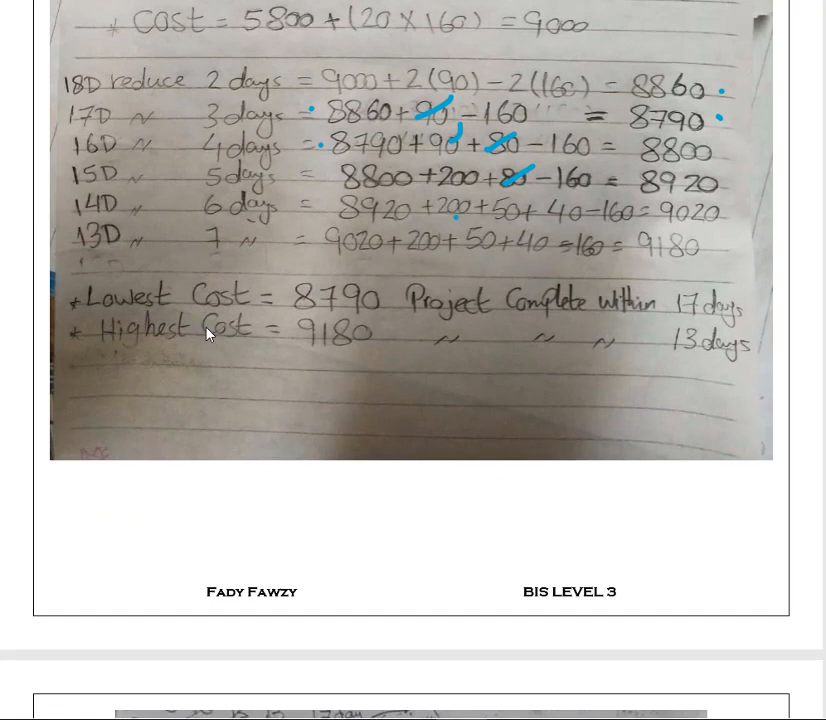 * Cost = 5800 + (20 X 160) = 9000
18D reduce 2 days = 9000 + 2(90) - 2(160) = 8860
17D ~ 3 days = 8860 + 90 - 160 = 8790
16D ~ 4 days = 8790 + 90 + 80 - 160 = 8800
15D ~ 5 days = 8800 + 200 + 80 - 160 = 8920
14D ~ 6 days = 8920 + 200 + 50 + 40 - 160 = 9020
13D ~ 7 ~ = 9020 + 200 + 50 + 40 - 160 = 9180
* Lowest Cost = 8790 Project Complete within 17 days
* Highest Cost = 9180 ~ ~ ~ 13 days
FADY FAWZY BIS LEVEL 3